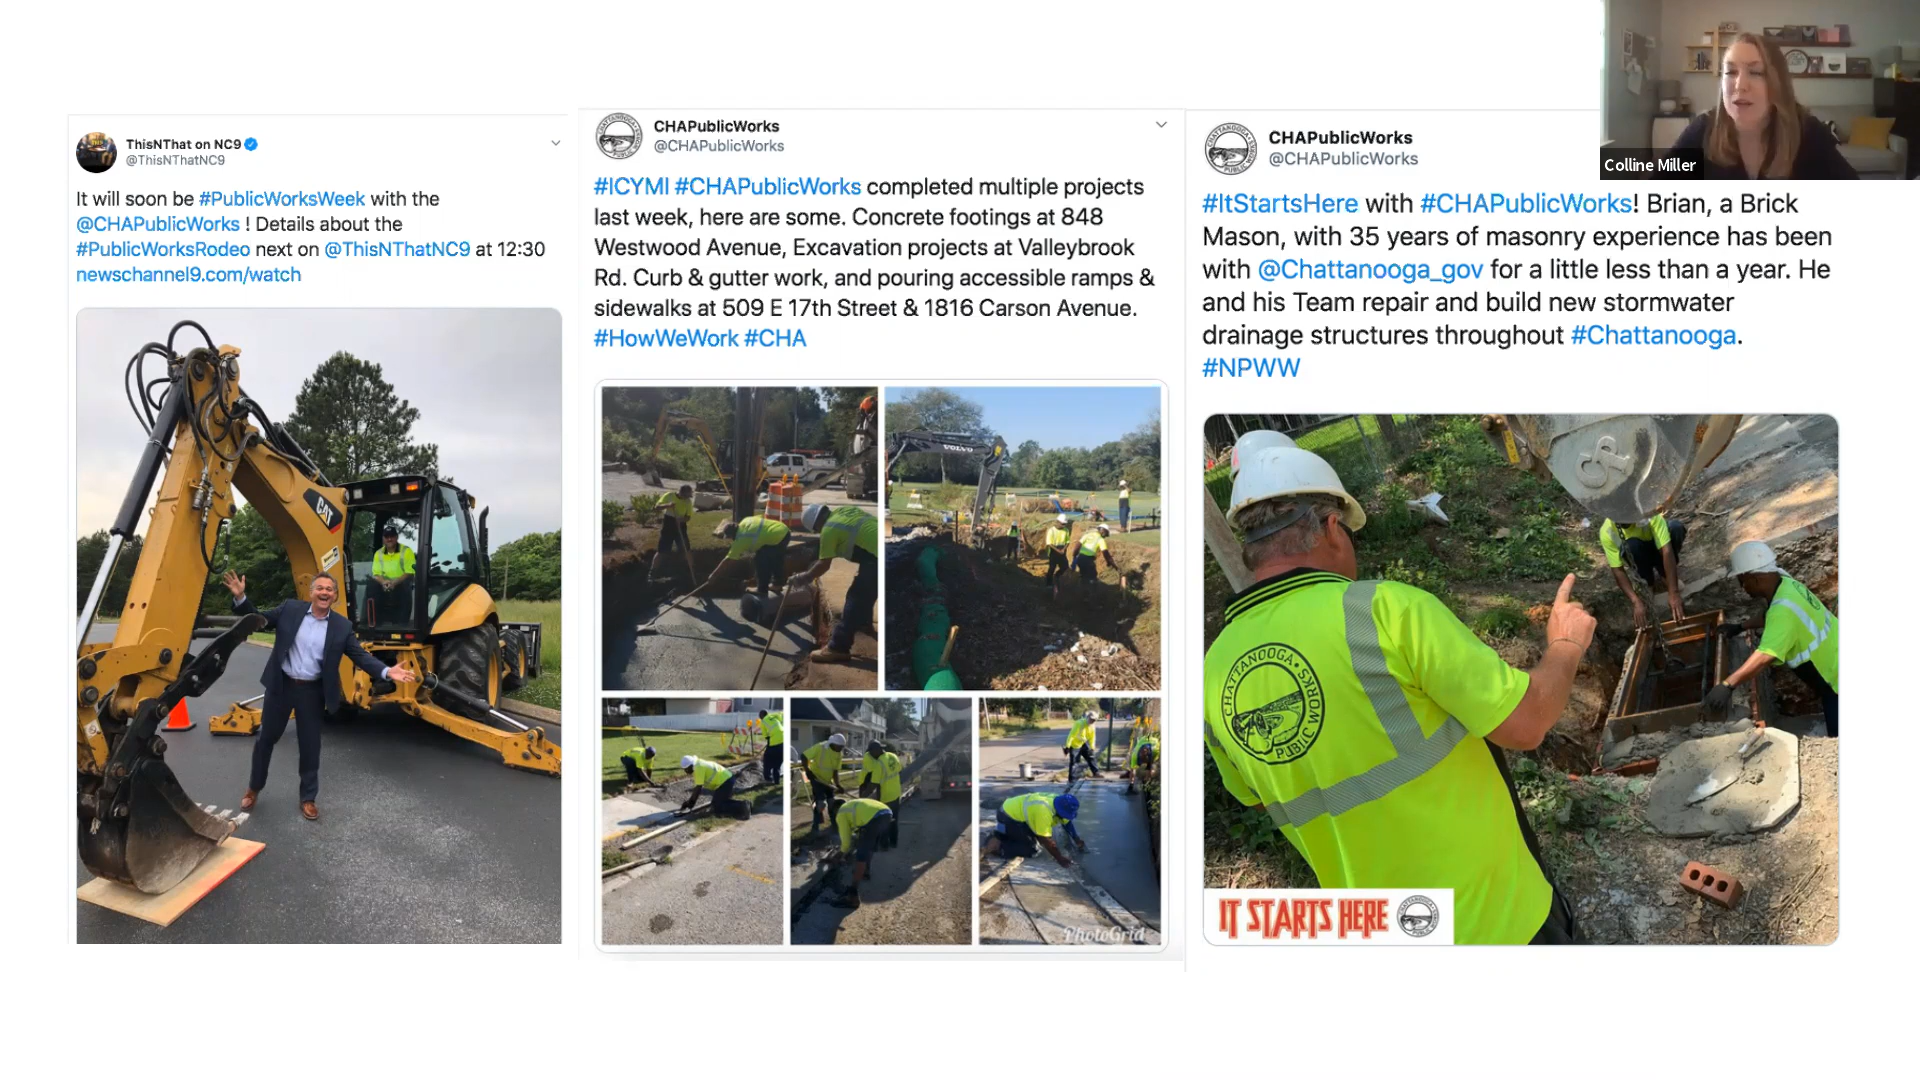 ThisNThat on NC9
@ThisNThatNC9
It will soon be #PublicWorksWeek with the
@CHAPublicWorks ! Details about the
#PublicWorksRodeo next on @ThisNThatNC9 at 12:30
newschannel9.com/watch
CAT
CHAPublicWorks
@CHAPublicWorks
#ICYMI #CHAPublicWorks completed multiple projects
last week, here are some. Concrete footings at 848
Westwood Avenue, Excavation projects at Valleybrook
Rd. Curb & gutter work, and pouring accessible ramps &
sidewalks at 509 E 17th Street & 1816 Carson Avenue.
#HowWeWork #CHA
VOLVO
PhotoGrid
CHAPublicWorks
@CHAPublicWorks
#ItStartsHere with #CHAPublicWorks! Brian, a Brick
Mason, with 35 years of masonry experience has been
with @Chattanooga_gov for a little less than a year. He
and his Team repair and build new stormwater
drainage structures throughout #Chattanooga.
#NPWW
CHATTANOOGA PUBLIC WORKS
IT STARTS HERE
Colline Miller